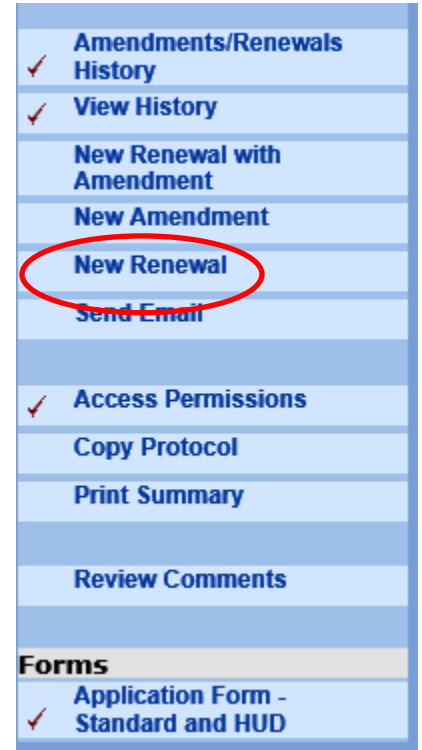 Amendments/Renewals
History
View History
New Renewal with
Amendment
New Amendment
New Renewal
Send Email
Access Permissions
Copy Protocol
Print Summary
Review Comments
Forms
Application Form -
Standard and HUD